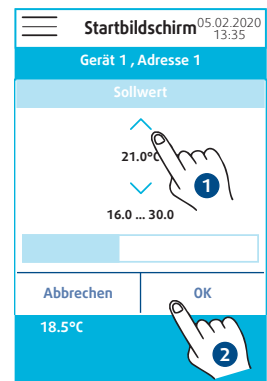 Startbildschirm
05.02.2020
13:35
Gerät 1 , Adresse 1
Sollwert
21.0°C
1
16.0 ... 30.0
Abbrechen
OK
18.5°C
2